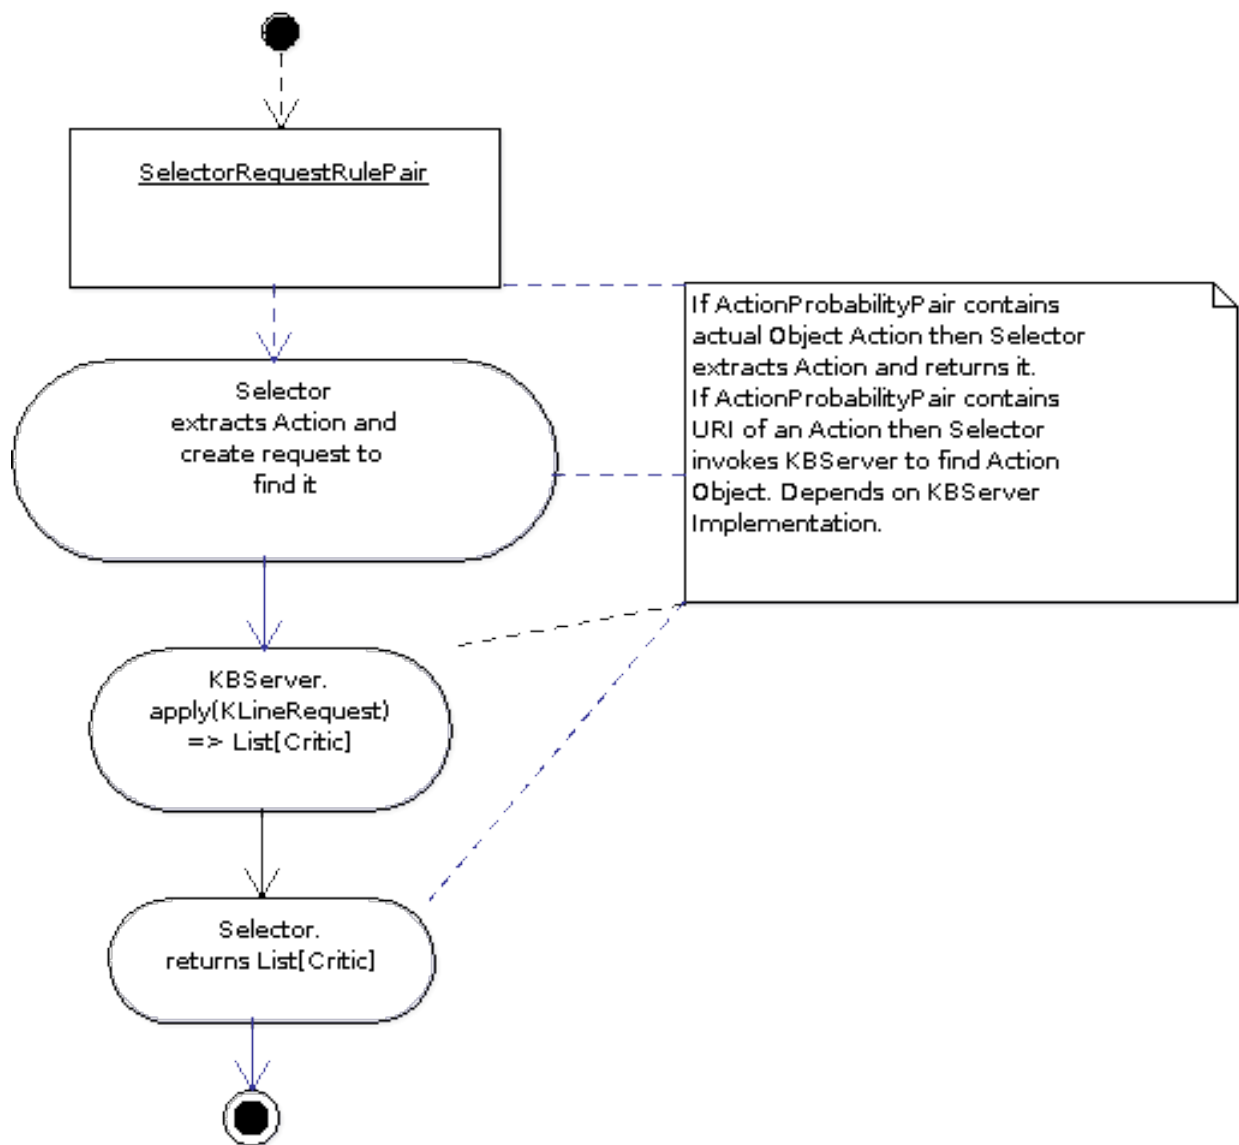 SelectorRequestRulePair
If ActionProbabilityPair contains
actual Object Action then Selector
extracts Action and returns it.
If ActionProbabilityPair contains
URI of an Action then Selector
invokes KBServer to find Action
Object. Depends on KBServer
Implementation.
Selector
extracts Action and
create request to
find it
KBServer.
apply(KLineRequest)
=> List[Critic]
Selector.
returns List[Critic]